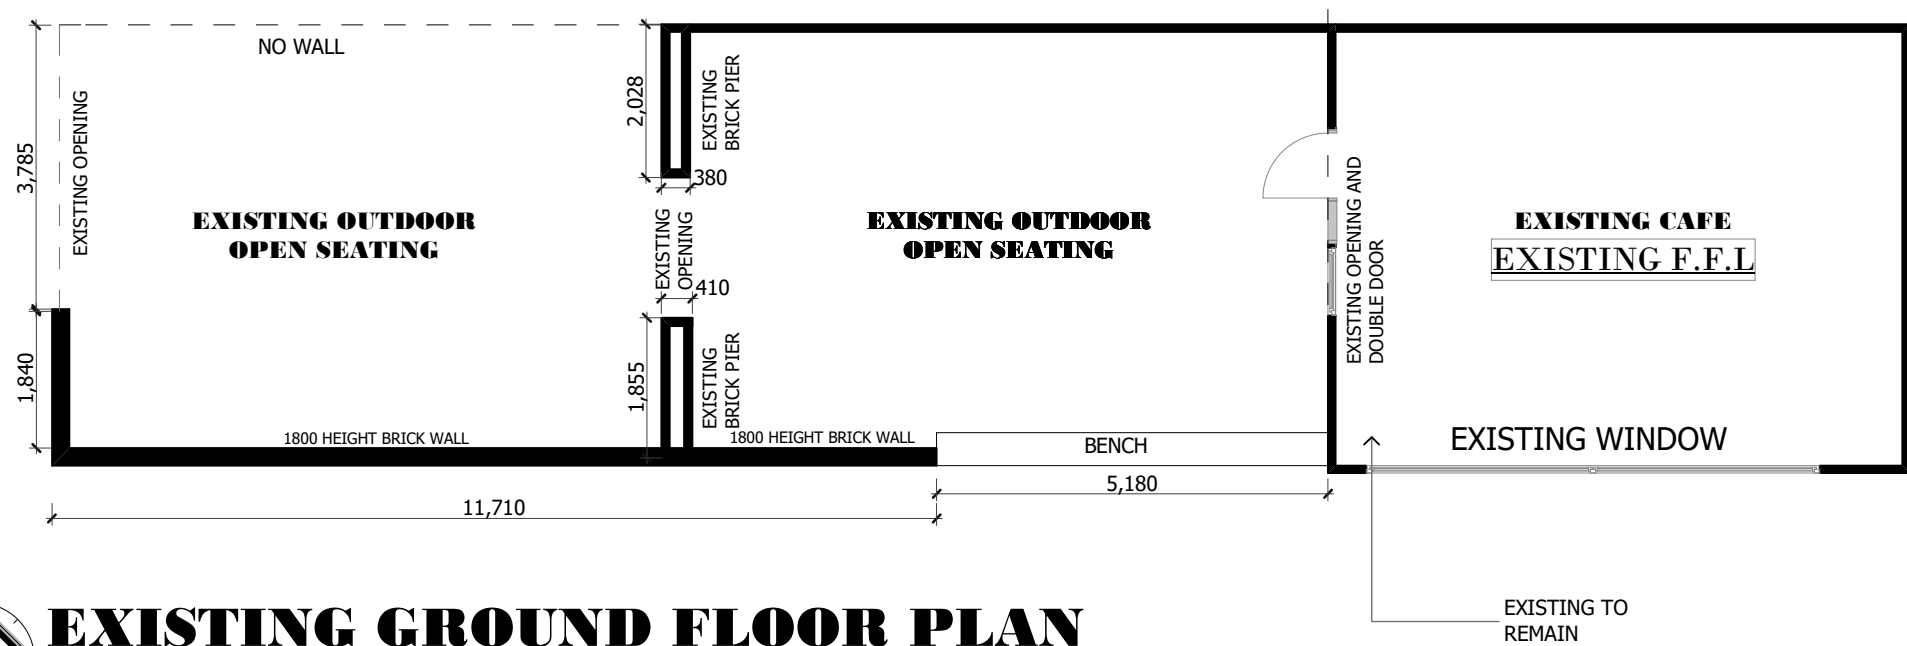 NO WALL
EXISTING OPENING
3,785
1,840
EXISTING OUTDOOR
OPEN SEATING
2,028
EXISTING
BRICK PIER
380
EXISTING
OPENING
410
1,855
EXISTING
BRICK PIER
EXISTING OUTDOOR
OPEN SEATING
EXISTING OPENING AND
DOUBLE DOOR
EXISTING CAFE
EXISTING F.F.L
1800 HEIGHT BRICK WALL
1800 HEIGHT BRICK WALL
BENCH
EXISTING WINDOW
5,180
11,710
EXISTING TO
REMAIN
EXISTING GROUND FLOOR PLAN